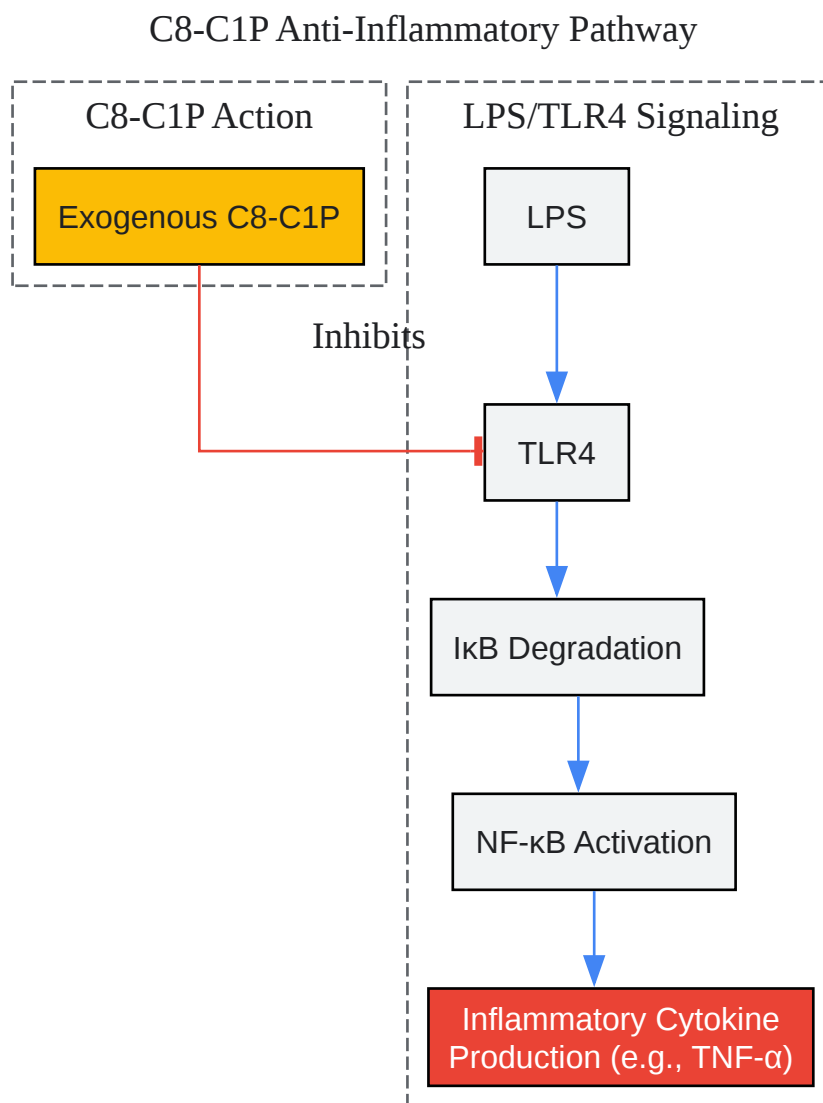 C8-C1P Anti-Inflammatory Pathway
C8-C1P Action
Exogenous C8-C1P
Inhibits
LPS/TLR4 Signaling
LPS
TLR4
IκB Degradation
NF-κB Activation
Inflammatory Cytokine
Production (e.g., TNF-α)